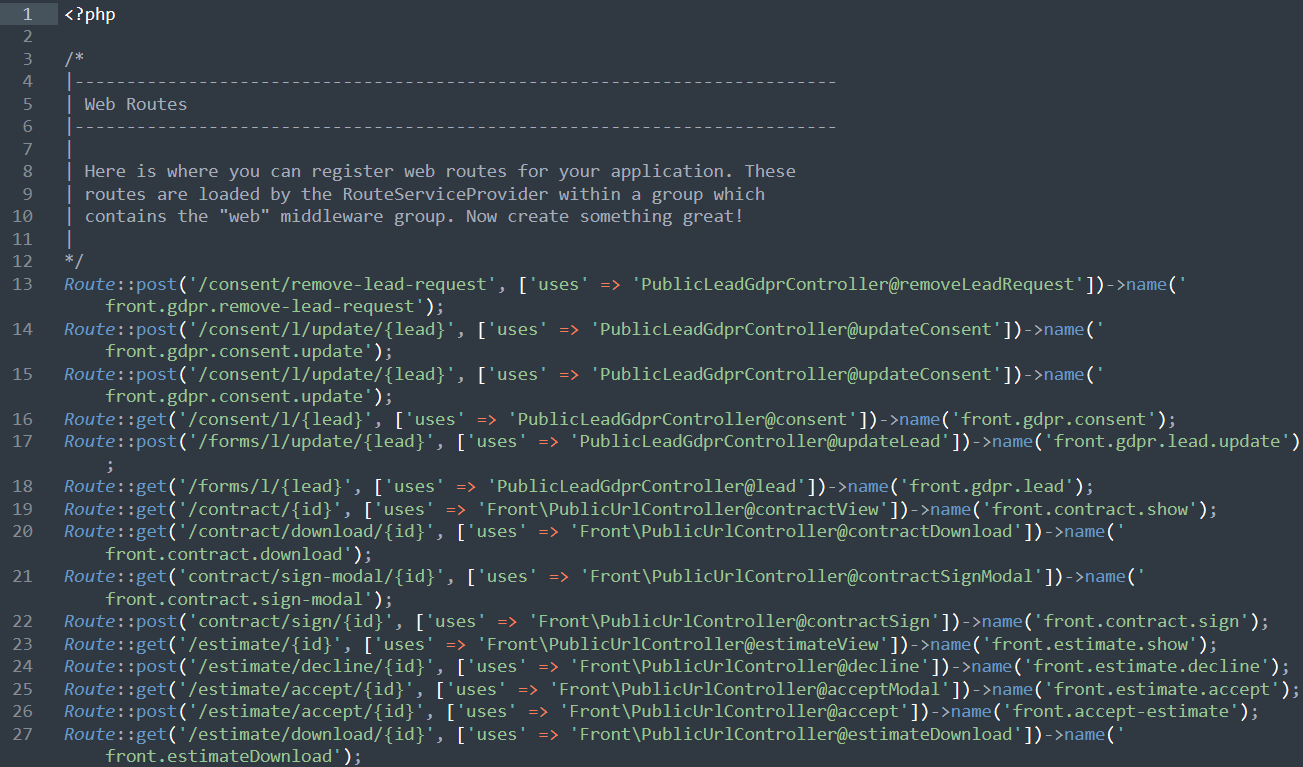 1 <?php
2
3 /*
4 |--------------------------------------------------------------------------
5 | Web Routes
6 |--------------------------------------------------------------------------
7 |
8 | Here is where you can register web routes for your application. These
9 | routes are loaded by the RouteServiceProvider within a group which
10 | contains the "web" middleware group. Now create something great!
11 |
12 */
13 Route::post('/consent/remove-lead-request', ['uses' => 'PublicLeadGdprController@removeLeadRequest'])->name('
front.gdpr.remove-lead-request');
14 Route::post('/consent/l/update/{lead}', ['uses' => 'PublicLeadGdprController@updateConsent'])->name('
front.gdpr.consent.update');
15 Route::post('/consent/l/update/{lead}', ['uses' => 'PublicLeadGdprController@updateConsent'])->name('
front.gdpr.consent.update');
16 Route::get('/consent/l/{lead}', ['uses' => 'PublicLeadGdprController@consent'])->name('front.gdpr.consent');
17 Route::post('/forms/l/update/{lead}', ['uses' => 'PublicLeadGdprController@updateLead'])->name('front.gdpr.lead.update')
;
18 Route::get('/forms/l/{lead}', ['uses' => 'PublicLeadGdprController@lead'])->name('front.gdpr.lead');
19 Route::get('/contract/{id}', ['uses' => 'Front\PublicUrlController@contractView'])->name('front.contract.show');
20 Route::get('/contract/download/{id}', ['uses' => 'Front\PublicUrlController@contractDownload'])->name('
front.contract.download');
21 Route::get('contract/sign-modal/{id}', ['uses' => 'Front\PublicUrlController@contractSignModal'])->name('
front.contract.sign-modal');
22 Route::post('contract/sign/{id}', ['uses' => 'Front\PublicUrlController@contractSign'])->name('front.contract.sign');
23 Route::get('/estimate/{id}', ['uses' => 'Front\PublicUrlController@estimateView'])->name('front.estimate.show');
24 Route::post('/estimate/decline/{id}', ['uses' => 'Front\PublicUrlController@decline'])->name('front.estimate.decline');
25 Route::get('/estimate/accept/{id}', ['uses' => 'Front\PublicUrlController@acceptModal'])->name('front.estimate.accept');
26 Route::post('/estimate/accept/{id}', ['uses' => 'Front\PublicUrlController@accept'])->name('front.accept-estimate');
27 Route::get('/estimate/download/{id}', ['uses' => 'Front\PublicUrlController@estimateDownload'])->name('
front.estimateDownload');